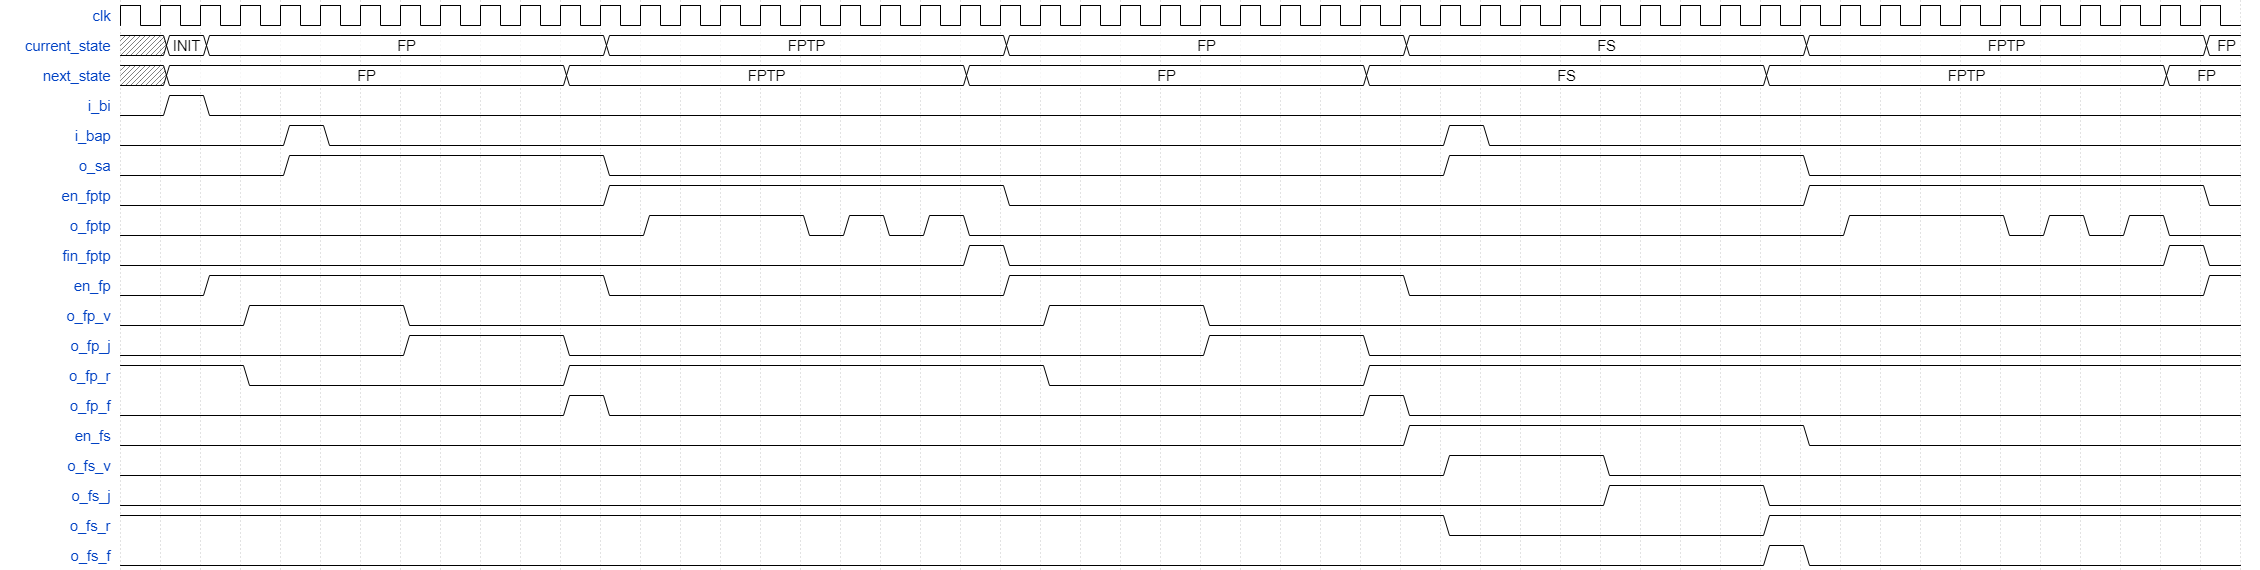 clk
current_state INIT FP FPTP FP FS FPTP FP
next_state FP FPTP FP FS FPTP FP
i_bi
i_bap
o_sa
en_fptp
o_fptp
fin_fptp
en_fp
o_fp_v
o_fp_j
o_fp_r
o_fp_f
en_fs
o_fs_v
o_fs_j
o_fs_r
o_fs_f